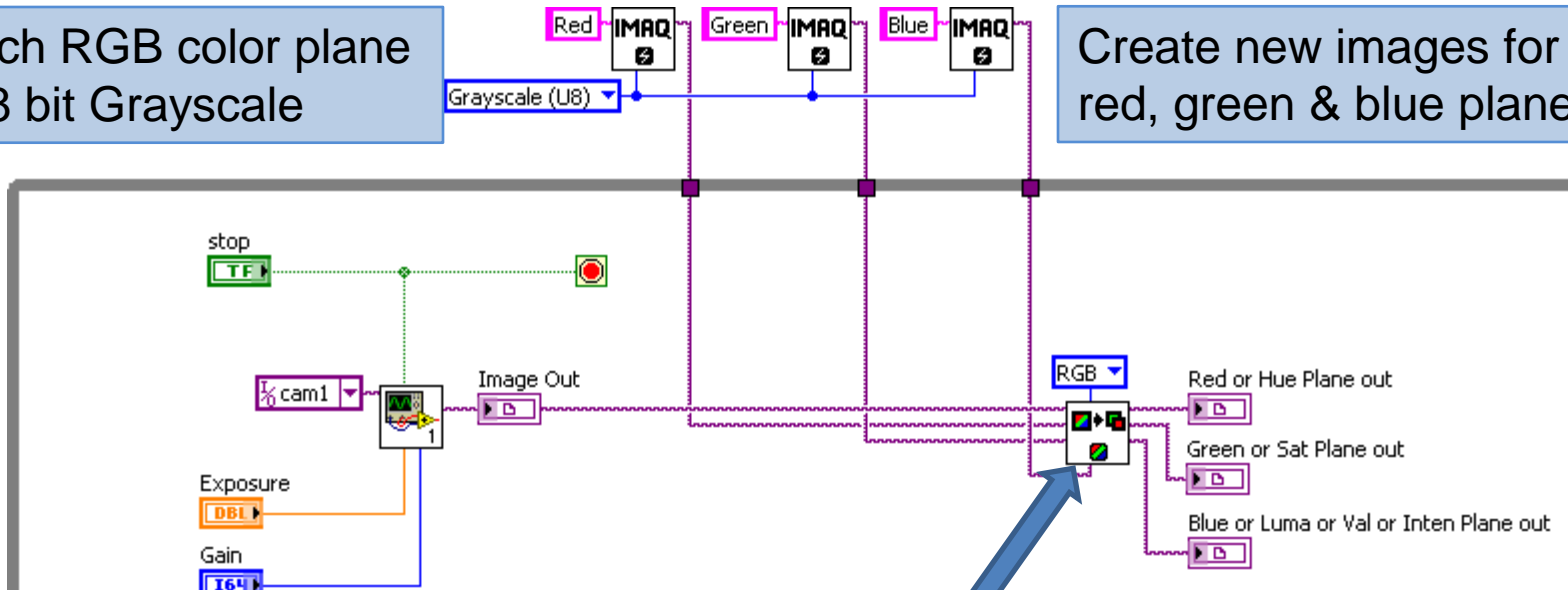 ch RGB color plane
8 bit Grayscale
Red
IMAQ
Green
IMAQ
Blue
IMAQ
Grayscale (U8)
Create new images for
red, green & blue plane
stop
TF
I/O cam1
1
Image Out
Exposure
DBL
Gain
I64
RGB
Red or Hue Plane out
Green or Sat Plane out
Blue or Luma or Val or Inten Plane out